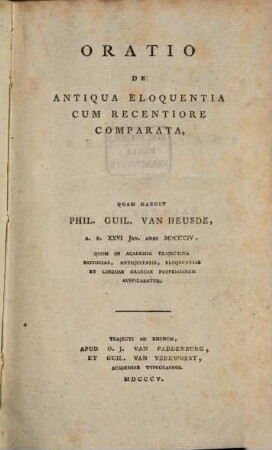 ORATIO
DE
ANTIQUA ELOQUENTIA
CUM RECENTIORE
COMPARATA,
QUAM HABUIT
PHIL. GUIL. VAN HEUSDE,
A. D. XXVI JAN. ANNI MDCCCIV.
QUUM IN ACADEMIA TRAJECTINA
HISTORIAE, ANTIQUITATIS, ELOQUENTIAE
ET LINGUAE GRAECAE PROFESSIONEM
AUSPICARETUR.
TRAJECTI AD RHENUM,
APUD O. J. VAN PADDENBURG,
ET GUIL. VAN YZERWORST,
ACADEMIAE TYPOGRAPHOS.
MDCCCV.